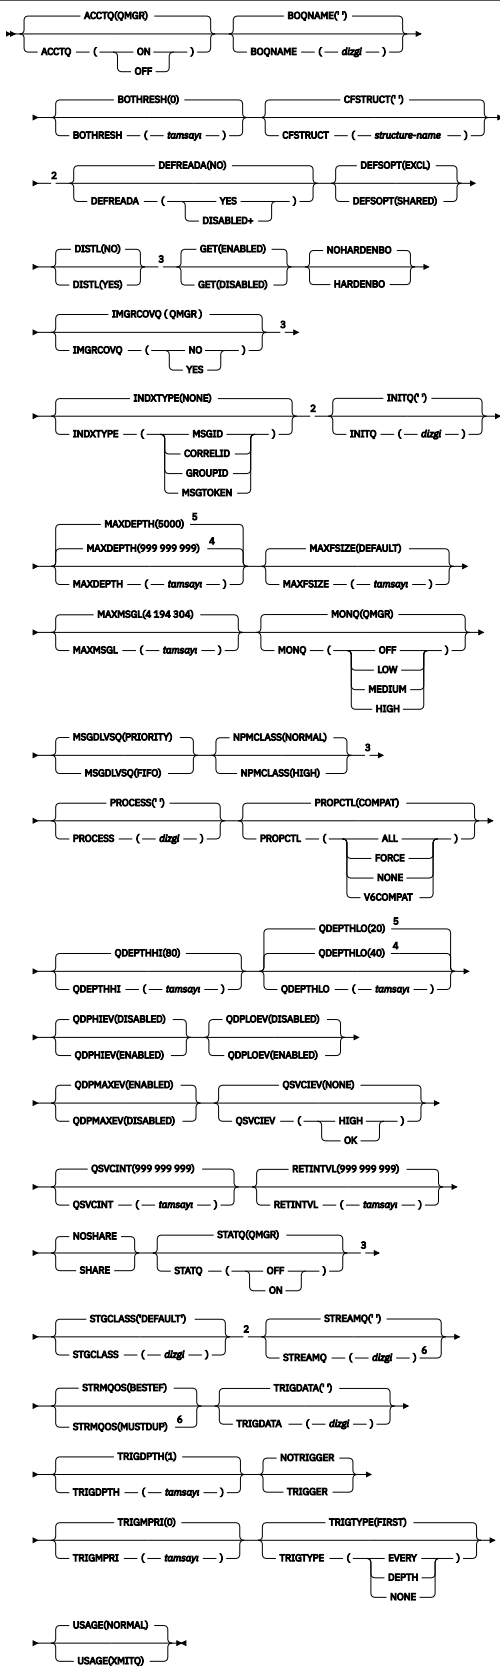 ACCTQ(QMGR) BOQNAME(' ')
ACCTQ ( ON ) BOQNAME ( dizgi )
OFF
BOTHRESH(0) CFSTRUCT(' ')
BOTHRESH ( tamsayı ) CFSTRUCT ( structure-name )
2 DEFREADA(NO) DEFSOPT(EXCL)
DEFREADA ( YES ) DEFSOPT(SHARED)
DISABLED+
DISTL(NO) 3 GET(ENABLED) NOHARDENBO
DISTL(YES) GET(DISABLED) HARDENBO
IMGRCOVQ ( QMGR ) 3
IMGRCOVQ ( NO )
YES
INDXTYPE(NONE) 2 INITQ(' ')
INDXTYPE ( MSGID ) INITQ ( dizgi )
CORRELID
GROUPID
MSGTOKEN
MAXDEPTH(5000) 5
MAXDEPTH(999 999 999) 4 MAXFSIZE(DEFAULT)
MAXDEPTH ( tamsayı ) MAXFSIZE ( tamsayı )
MAXMSGL(4 194 304) MONQ(QMGR)
MAXMSGL ( tamsayı ) MONQ ( OFF )
LOW
MEDIUM
HIGH
MSGDLVSQ(PRIORITY) NPMCLASS(NORMAL) 3
MSGDLVSQ(FIFO) NPMCLASS(HIGH)
PROCESS(' ') PROPCTL(COMPAT)
PROCESS ( dizgi ) PROPCTL ( ALL )
FORCE
NONE
V6COMPAT
QDEPTHLO(20) 5
QDEPTHHI(80) QDEPTHLO(40) 4
QDEPTHHI ( tamsayı ) QDEPTHLO ( tamsayı )
QDPHIEV(DISABLED) QDPLOEV(DISABLED)
QDPHIEV(ENABLED) QDPLOEV(ENABLED)
QDPMAXEV(ENABLED) QSVCIEV(NONE)
QDPMAXEV(DISABLED) QSVCIEV ( HIGH )
OK
QSVCINT(999 999 999) RETINTVL(999 999 999)
QSVCINT ( tamsayı ) RETINTVL ( tamsayı )
NOSHARE STATQ(QMGR) 3
SHARE STATQ ( OFF )
ON
STGCLASS('DEFAULT') 2 STREAMQ(' ')
STGCLASS ( dizgi ) STREAMQ ( dizgi ) 6
STRMQOS(BESTEF) TRIGDATA(' ')
STRMQOS(MUSTDUP) 6 TRIGDATA ( dizgi )
TRIGDPTH(1) NOTRIGGER
TRIGDPTH ( tamsayı ) TRIGGER
TRIGMPRI(0) TRIGTYPE(FIRST)
TRIGMPRI ( tamsayı ) TRIGTYPE ( EVERY )
DEPTH
NONE
USAGE(NORMAL)
USAGE(XMITQ)